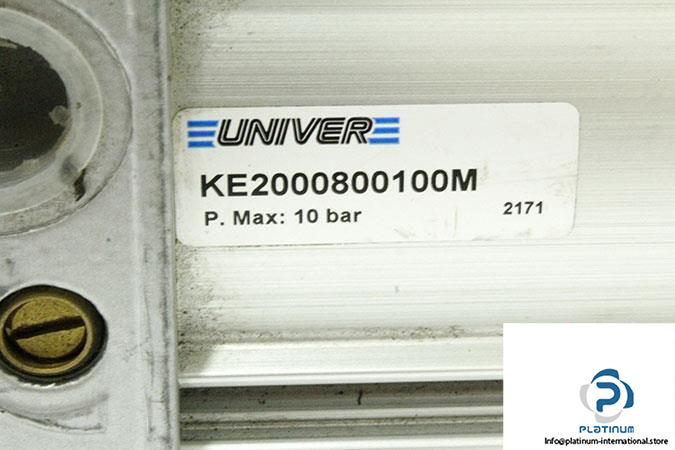 UNIVER
KE2000800100M
P. Max: 10 bar
2171
PLATINUM
Info@platinum-international.store